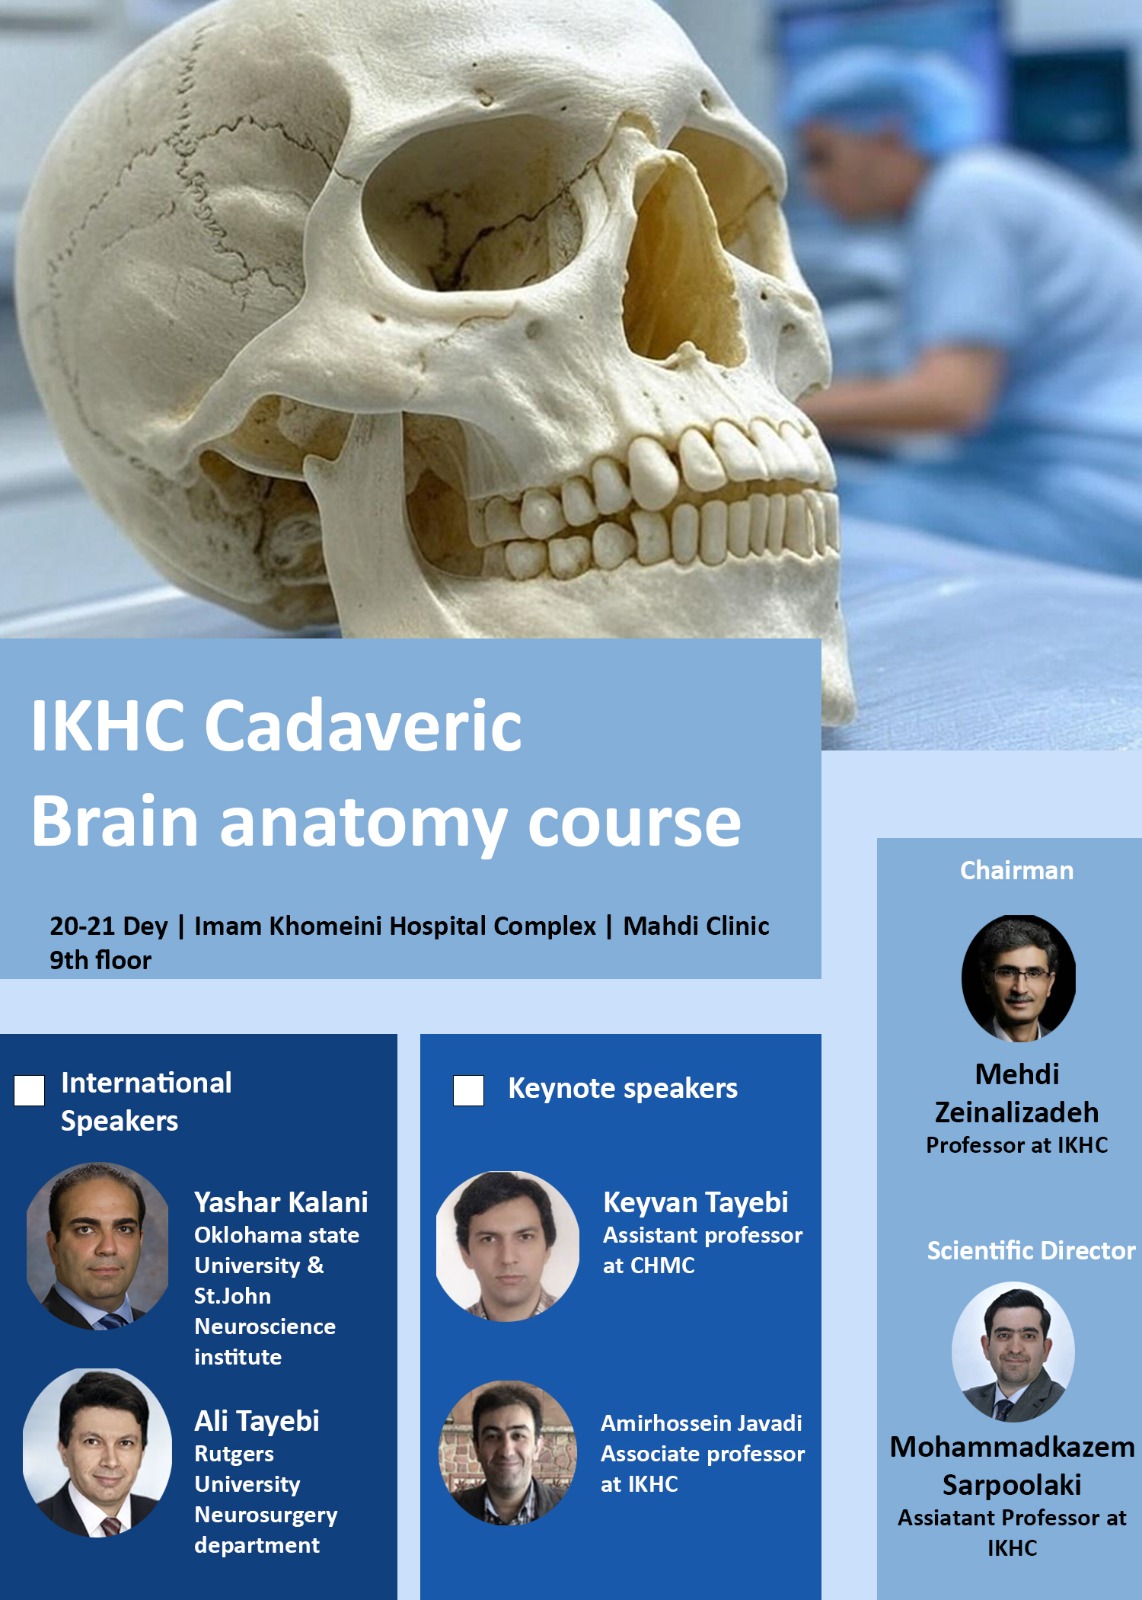 IKHC Cadaveric
Brain anatomy course
20-21 Dey | Imam Khomeini Hospital Complex | Mahdi Clinic
9th floor
International
Speakers
Yashar Kalani
Oklohama state
University &
St.John
Neuroscience
institute
Ali Tayebi
Rutgers
University
Neurosurgery
department
Keynote speakers
Keyvan Tayebi
Assistant professor
at CHMC
Amirhossein Javadi
Associate professor
at IKHC
Chairman
Mehdi
Zeinalizadeh
Professor at IKHC
Scientific Director
Mohammadkazem
Sarpoolaki
Assiatant Professor at
IKHC